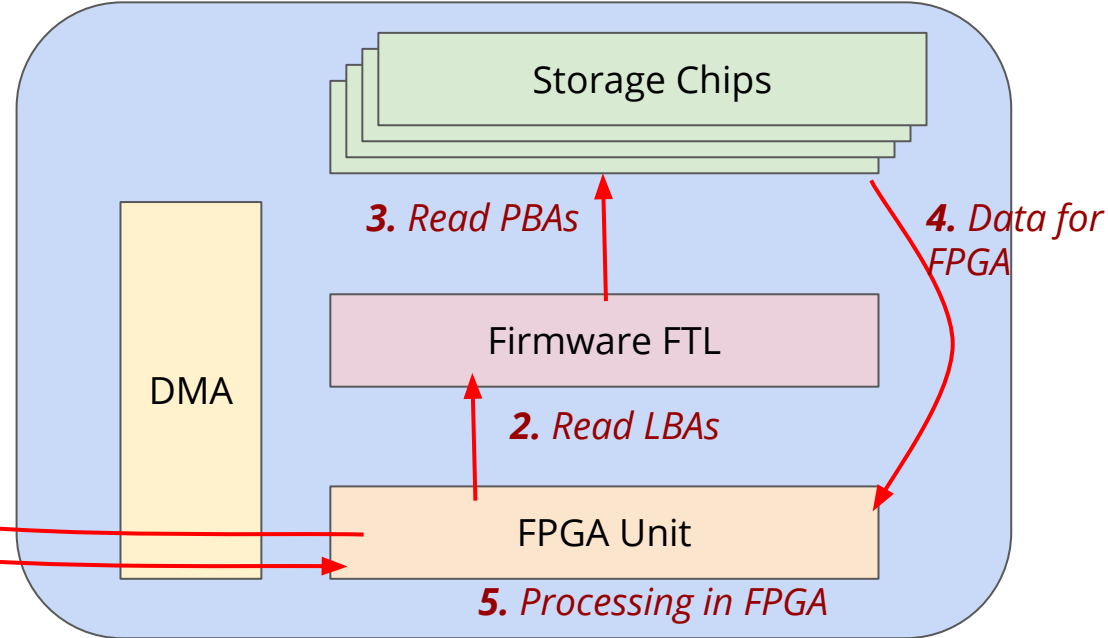 Storage Chips
3. Read PBAs
4. Data for
FPGA
Firmware FTL
DMA
2. Read LBAs
FPGA Unit
5. Processing in FPGA